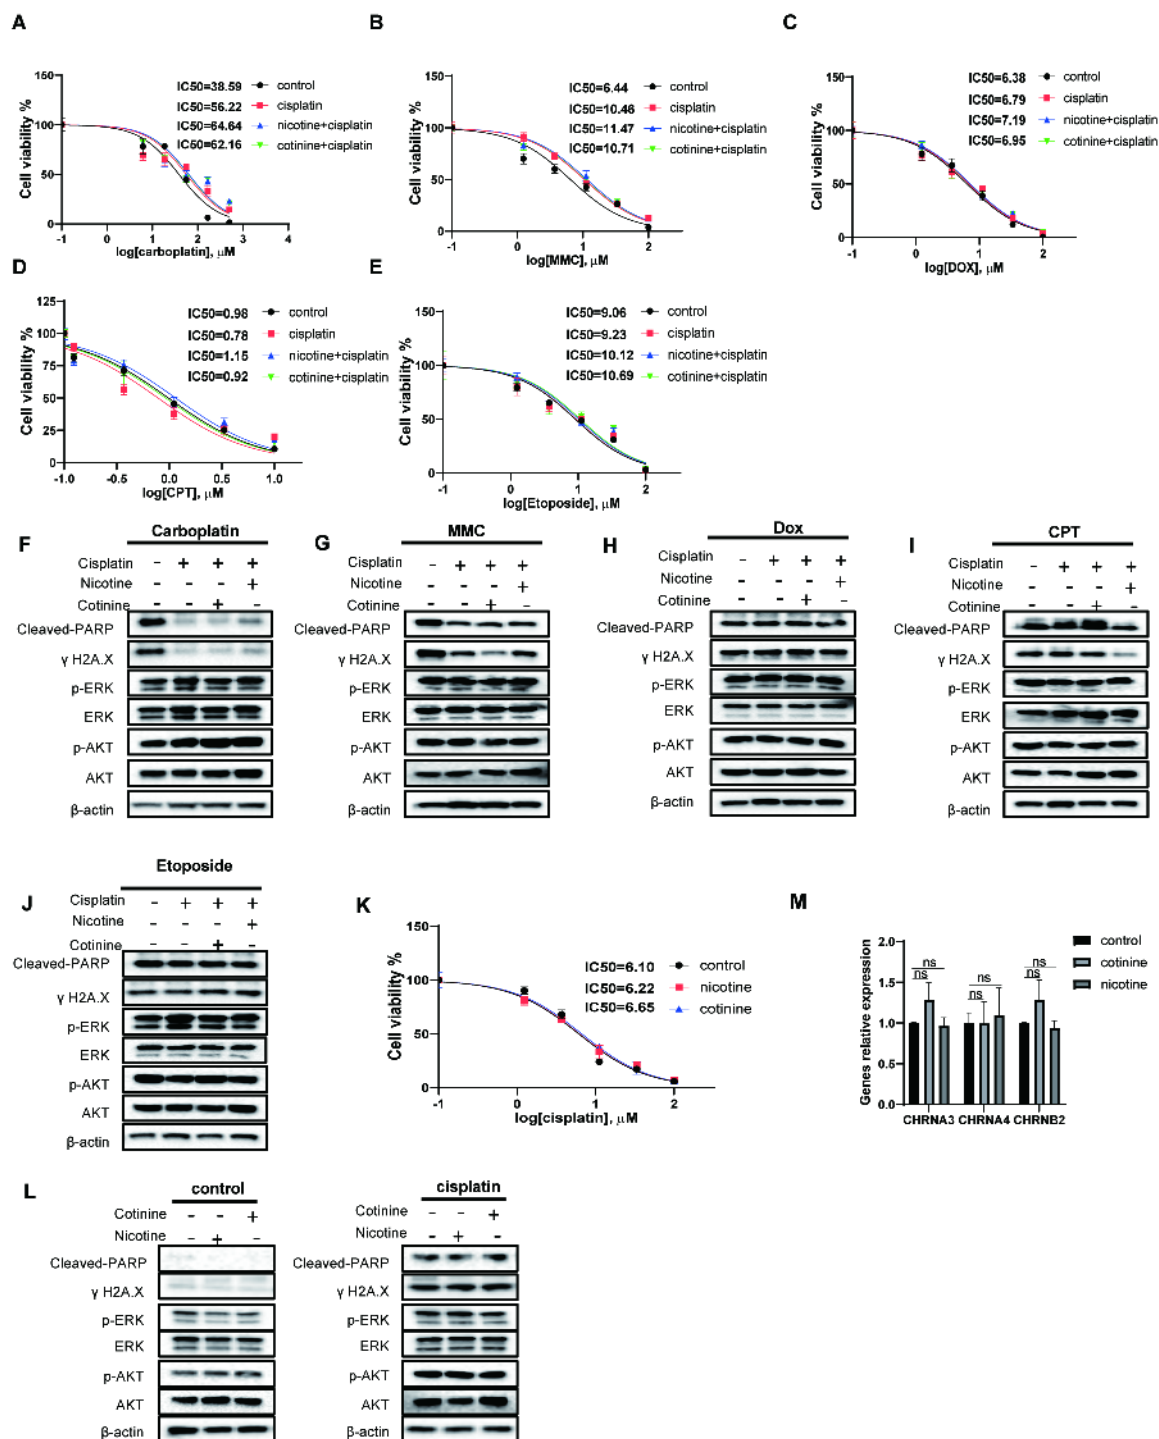 A
Cell viability %
150
100
50
0
-1 0 1 2 3 4
log[carboplatin], μM
IC50=38.59 control
IC50=56.22 cisplatin
IC50=64.64 nicotine+cisplatin
IC50=62.16 cotinine+cisplatin
B
Cell viability %
150
100
50
0
-1 0 1 2
log[MMC], μM
IC50=6.44 control
IC50=10.46 cisplatin
IC50=11.47 nicotine+cisplatin
IC50=10.71 cotinine+cisplatin
C
Cell viability %
150
100
50
0
-1 0 1 2
log[DOX], μM
IC50=6.38 control
IC50=6.79 cisplatin
IC50=7.19 nicotine+cisplatin
IC50=6.95 cotinine+cisplatin
D
Cell viability %
125
100
75
50
25
0
-1.0 -0.5 0.0 0.5 1.0
log[CPT], μM
IC50=0.98 control
IC50=0.78 cisplatin
IC50=1.15 nicotine+cisplatin
IC50=0.92 cotinine+cisplatin
E
Cell viability %
150
100
50
0
-1 0 1 2
log[Etoposide], μM
IC50=9.06 control
IC50=9.23 cisplatin
IC50=10.12 nicotine+cisplatin
IC50=10.69 cotinine+cisplatin
F
Carboplatin
Cisplatin - + + +
Nicotine - - - +
Cotinine - - + -
Cleaved-PARP
γ H2A.X
p-ERK
ERK
p-AKT
AKT
β-actin
G
MMC
Cisplatin - + + +
Nicotine - - - +
Cotinine - - + -
Cleaved-PARP
γ H2A.X
p-ERK
ERK
p-AKT
AKT
β-actin
H
Dox
Cisplatin - + + +
Nicotine - - - +
Cotinine - - + -
Cleaved-PARP
γ H2A.X
p-ERK
ERK
p-AKT
AKT
β-actin
I
CPT
Cisplatin - + + +
Nicotine - - - +
Cotinine - - + -
Cleaved-PARP
γ H2A.X
p-ERK
ERK
p-AKT
AKT
β-actin
J
Etoposide
Cisplatin - + + +
Nicotine - - - +
Cotinine - - + -
Cleaved-PARP
γ H2A.X
p-ERK
ERK
p-AKT
AKT
β-actin
K
Cell viability %
150
100
50
0
-1 0 1 2
log[cisplatin], μM
IC50=6.10 control
IC50=6.22 nicotine
IC50=6.65 cotinine
M
Genes relative expression
2.0
1.5
1.0
0.5
0.0
ns
ns
ns
ns
ns
ns
CHRNA3 CHRNA4 CHRNB2
control
cotinine
nicotine
L
control
Cotinine - - +
Nicotine - + -
Cleaved-PARP
γ H2A.X
p-ERK
ERK
p-AKT
AKT
β-actin
cisplatin
Cotinine - - +
Nicotine - + -
Cleaved-PARP
γ H2A.X
p-ERK
ERK
p-AKT
AKT
β-actin